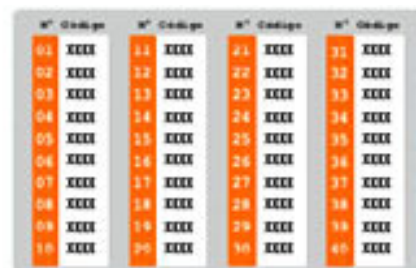 Nº Código Nº Código Nº Código Nº Código
01 XXXX 11 XXXX 21 XXXX 31 XXXX
02 XXXX 12 XXXX 22 XXXX 32 XXXX
03 XXXX 13 XXXX 23 XXXX 33 XXXX
04 XXXX 14 XXXX 24 XXXX 34 XXXX
05 XXXX 15 XXXX 25 XXXX 35 XXXX
06 XXXX 16 XXXX 26 XXXX 36 XXXX
07 XXXX 17 XXXX 27 XXXX 37 XXXX
08 XXXX 18 XXXX 28 XXXX 38 XXXX
09 XXXX 19 XXXX 29 XXXX 39 XXXX
10 XXXX 20 XXXX 30 XXXX 40 XXXX